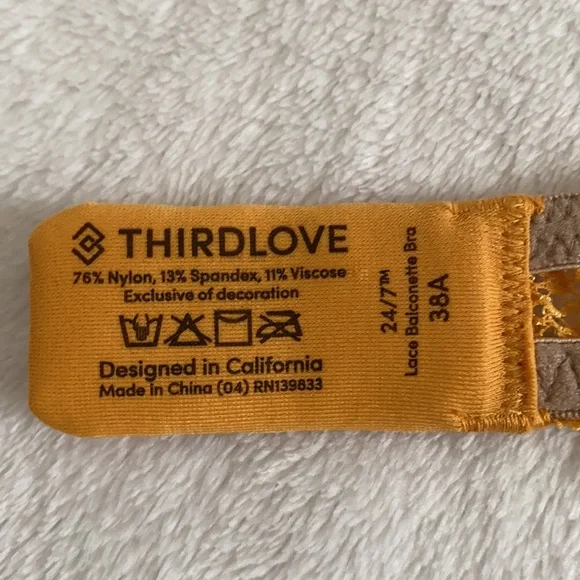 THIRDLOVE
76% Nylon, 13% Spandex, 11% Viscose
Exclusive of decoration
Designed in California
Made in China (04) RN139833
24/7™
Lace Balconette Bra
38A